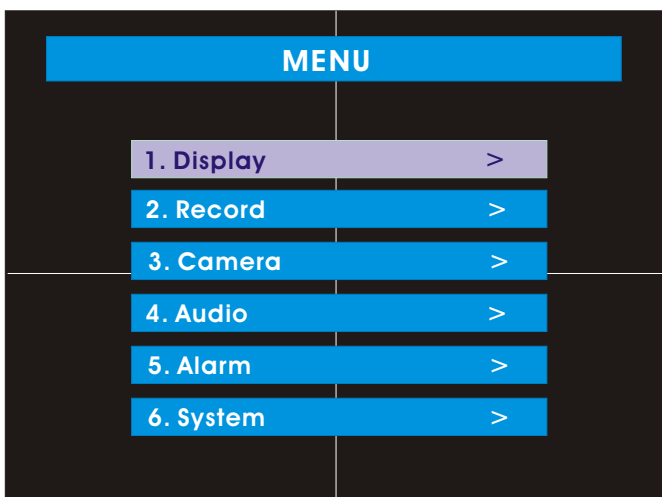 MENU
1. Display >
2. Record >
3. Camera >
4. Audio >
5. Alarm >
6. System >